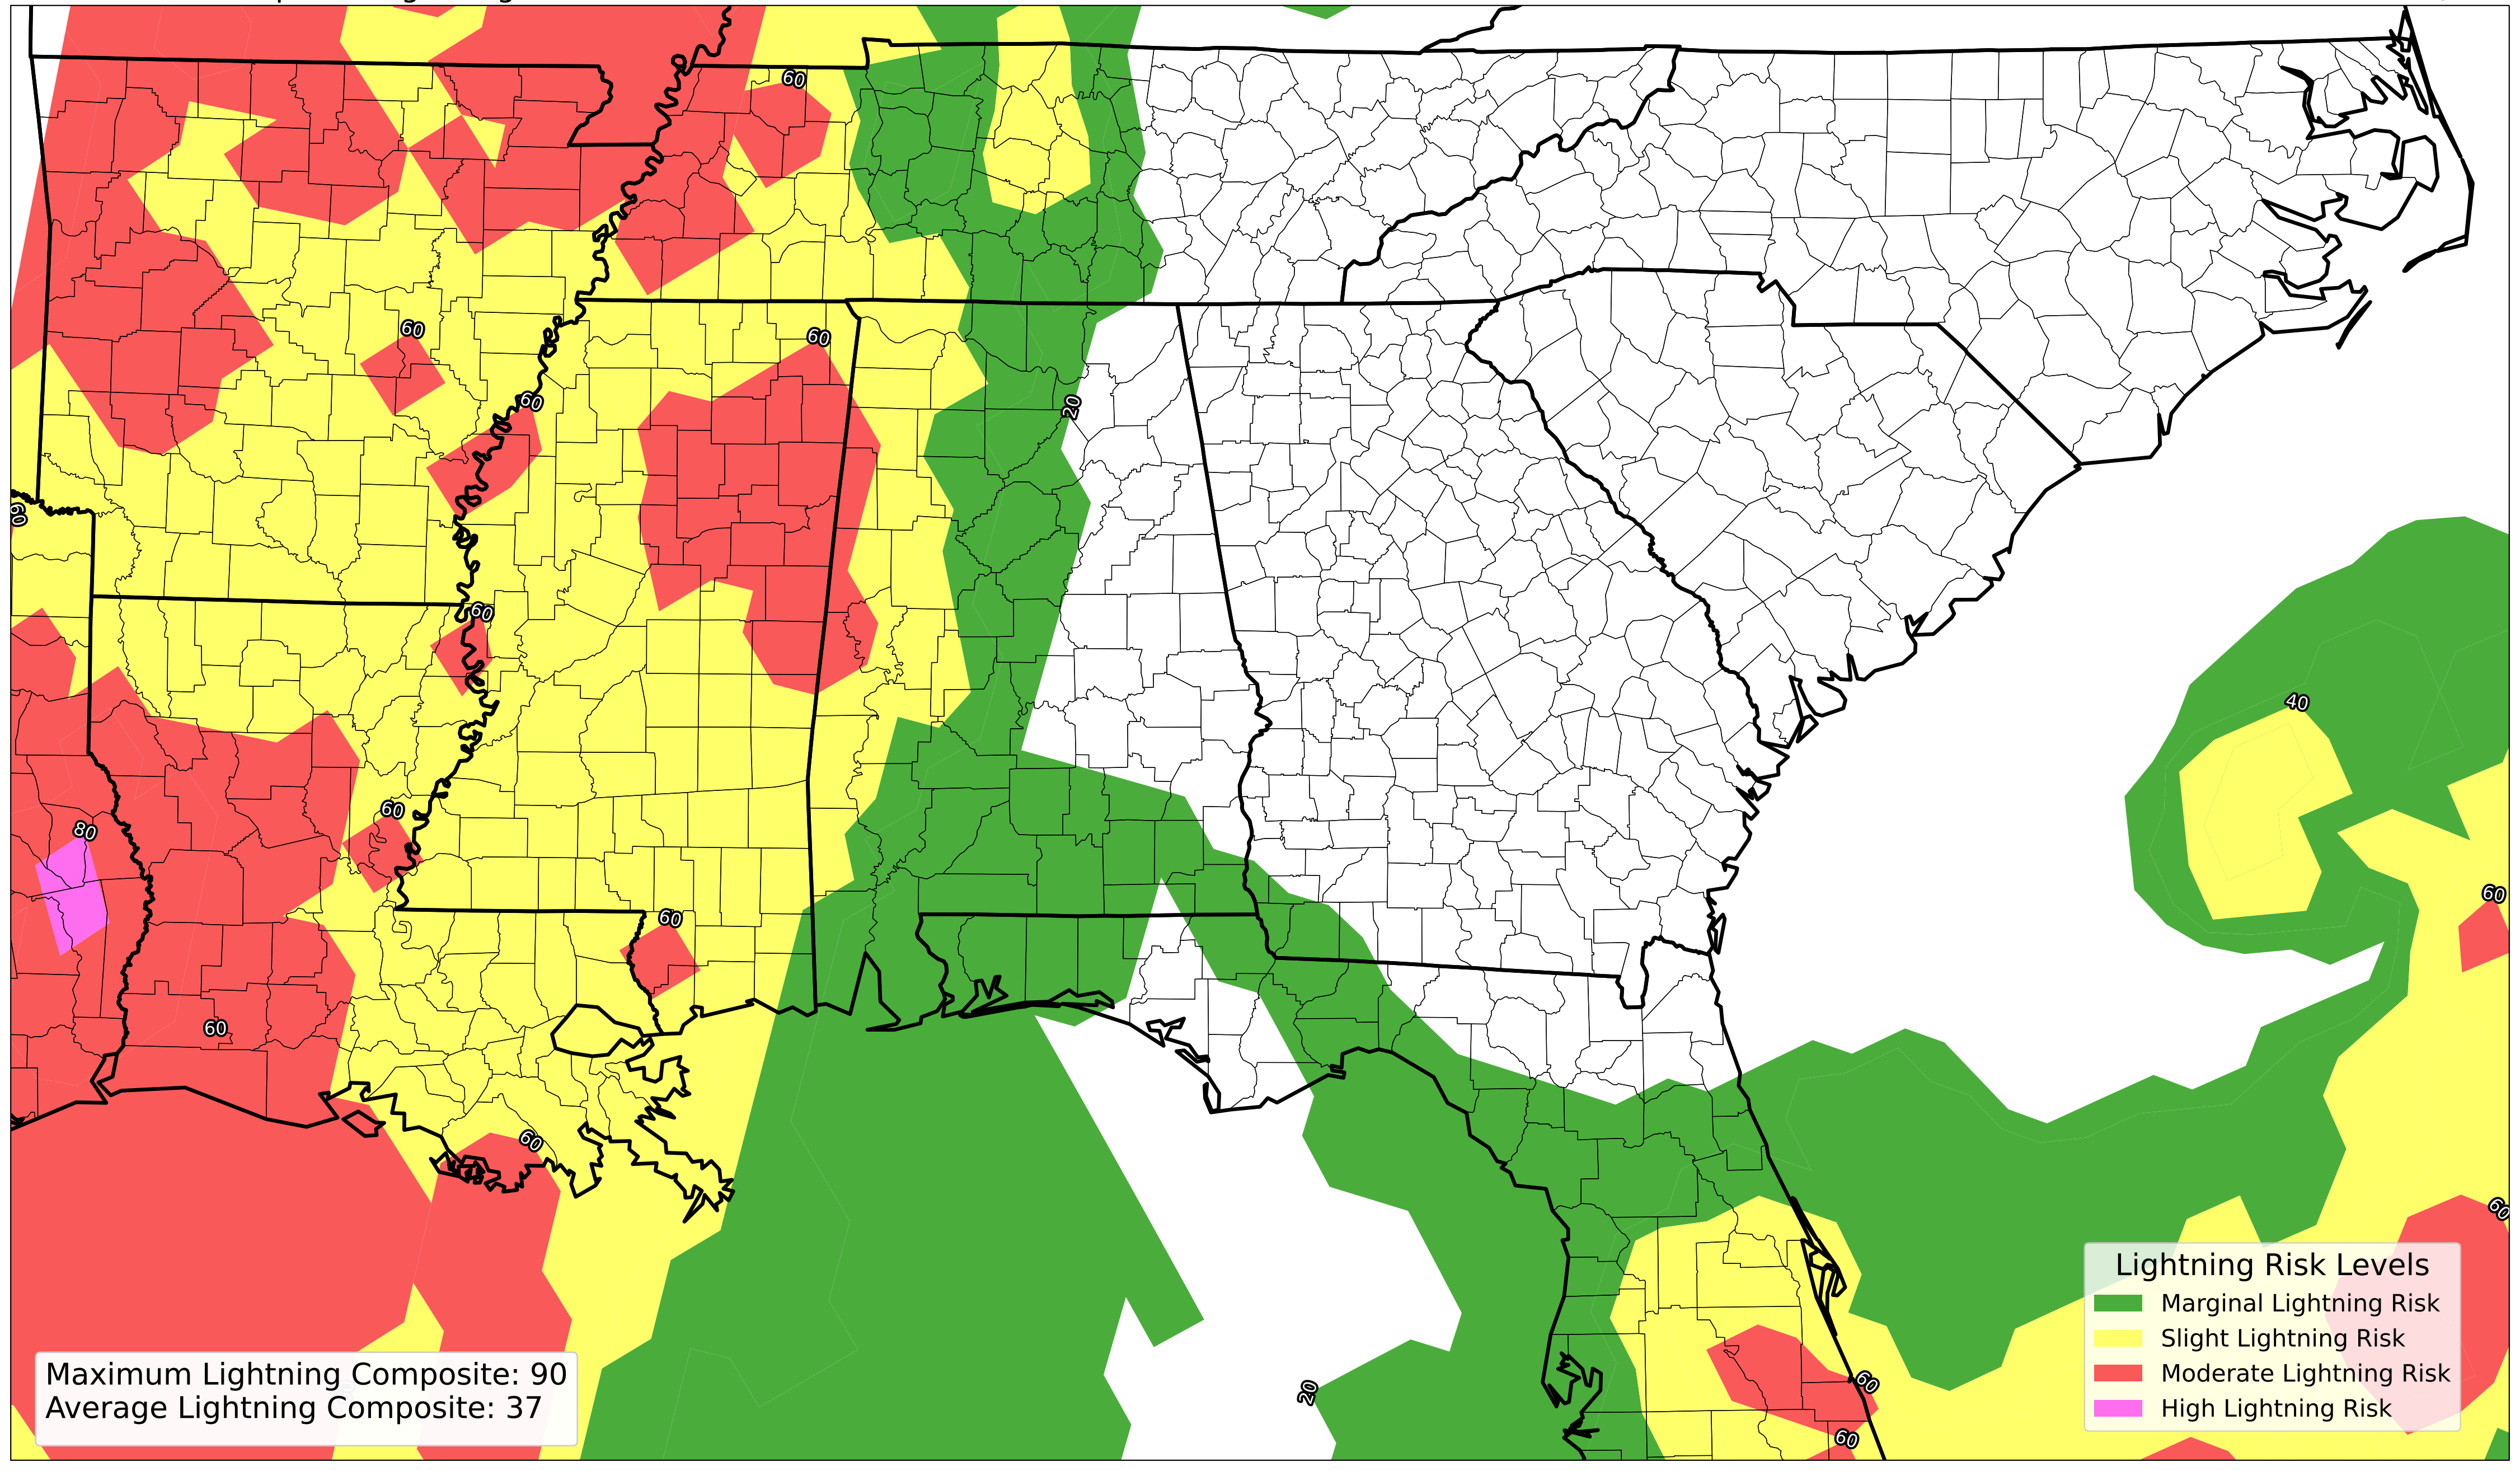 60
60
60
60
20
60
60
40
80
60
60
60
60
60
60
20
60
60
Lightning Risk Levels
Marginal Lightning Risk
Slight Lightning Risk
Moderate Lightning Risk
High Lightning Risk
Maximum Lightning Composite: 90
Average Lightning Composite: 37